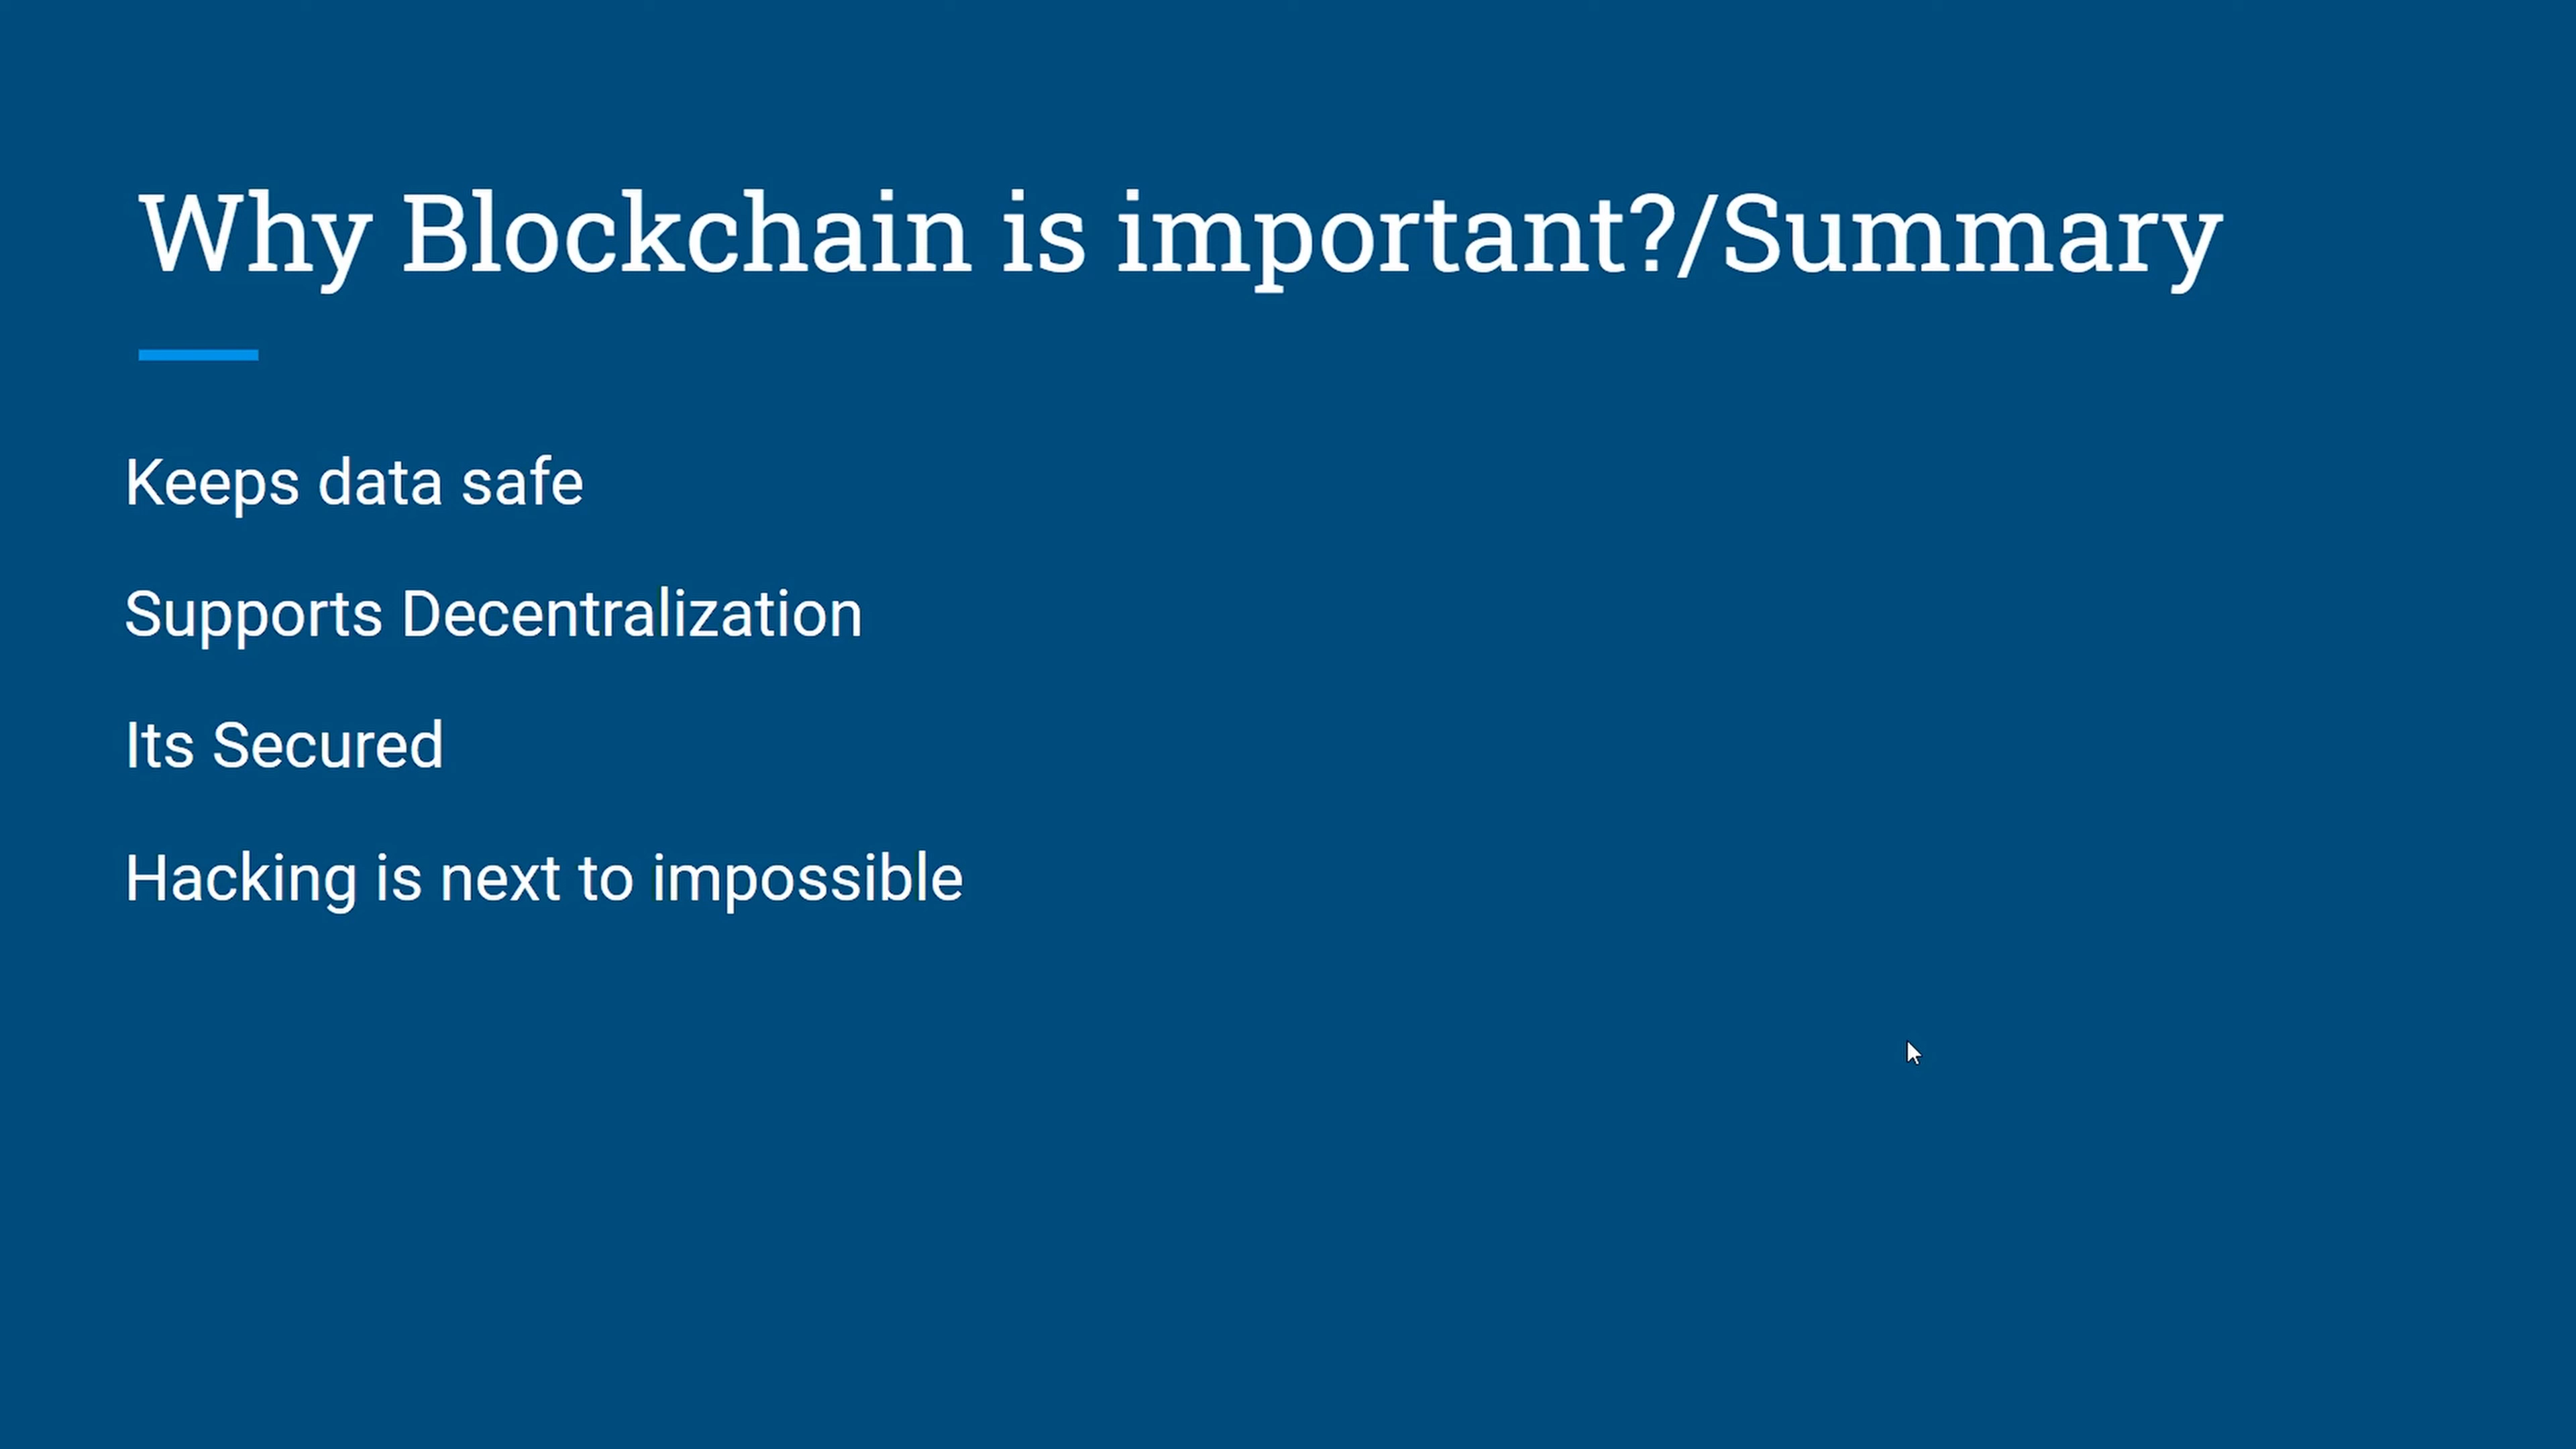 Why Blockchain is important?/Summary
Keeps data safe
Supports Decentralization
Its Secured
Hacking is next to impossible